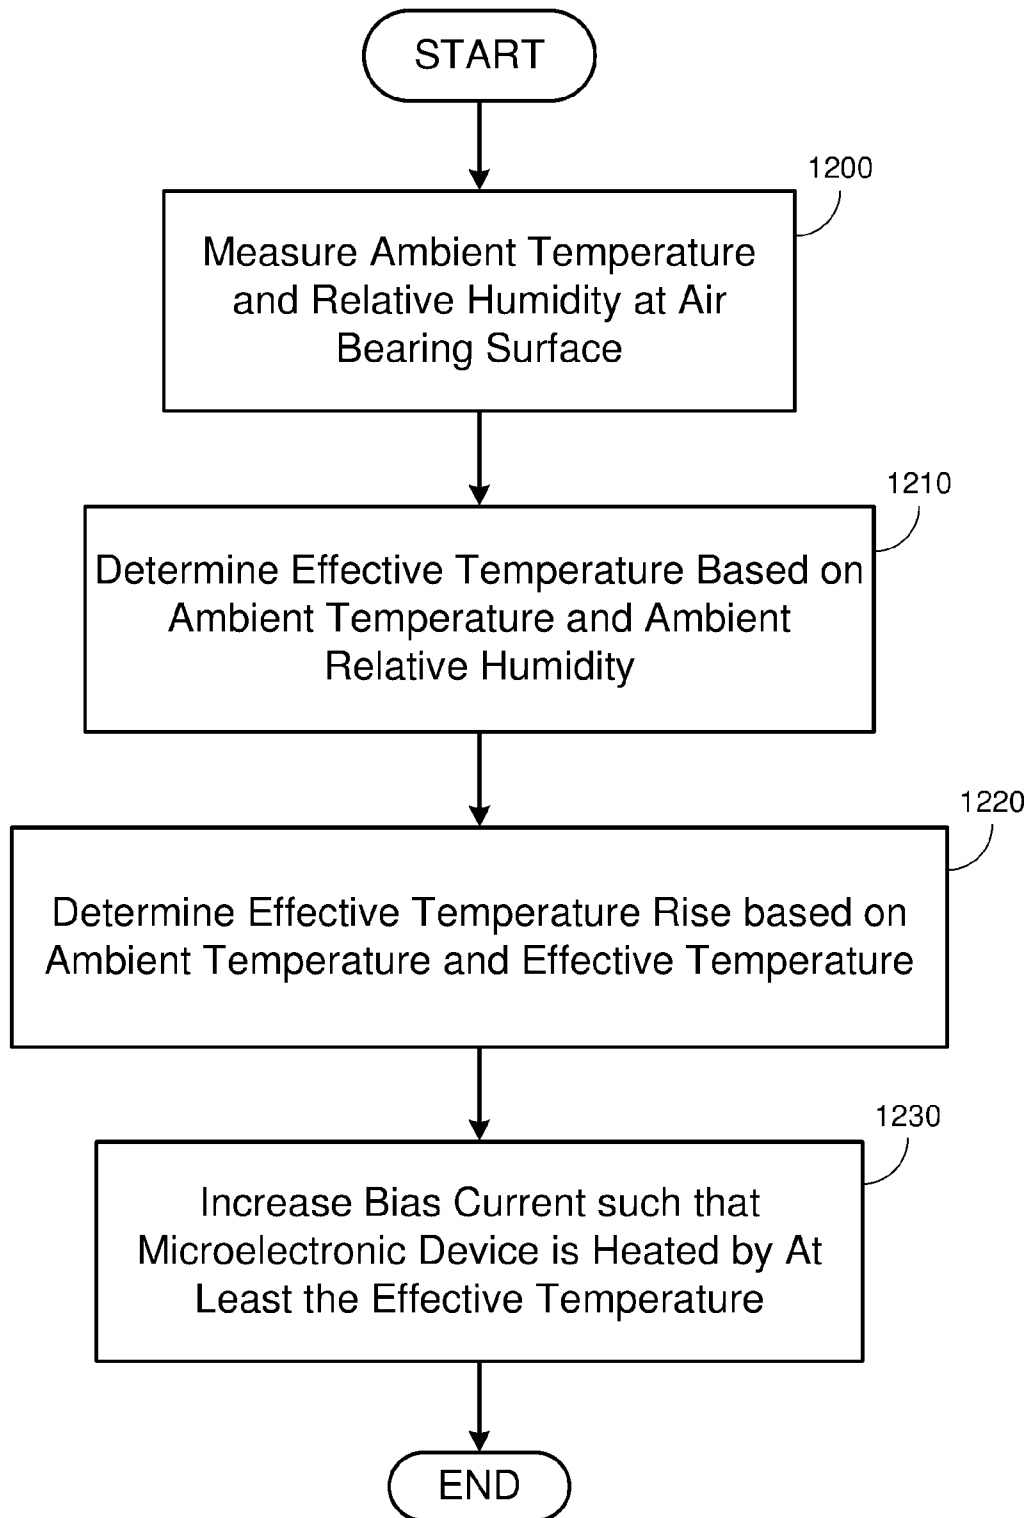 START
1200
Measure Ambient Temperature
and Relative Humidity at Air
Bearing Surface
1210
Determine Effective Temperature Based on
Ambient Temperature and Ambient
Relative Humidity
1220
Determine Effective Temperature Rise based on
Ambient Temperature and Effective Temperature
1230
Increase Bias Current such that
Microelectronic Device is Heated by At
Least the Effective Temperature
END